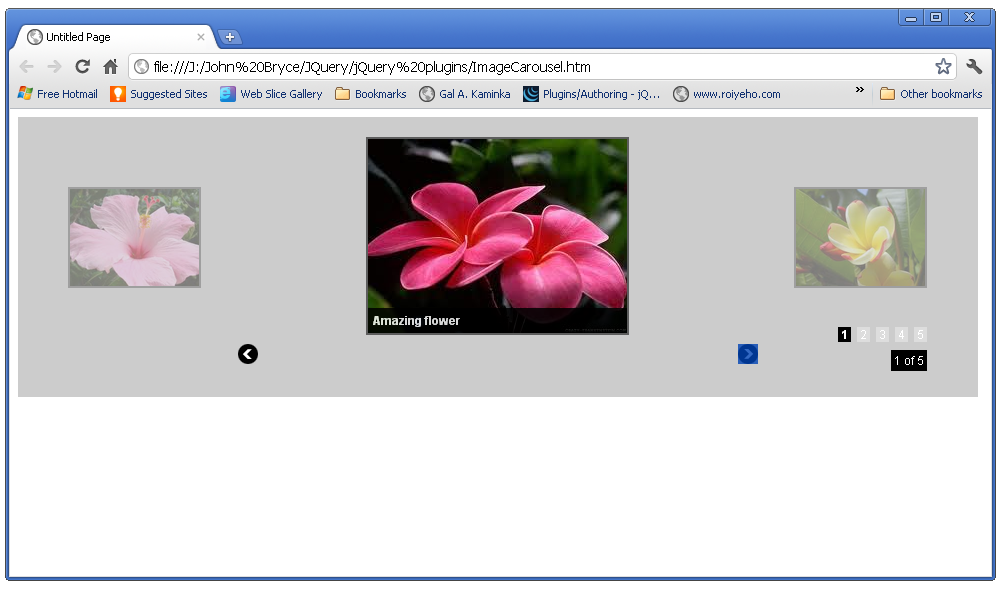 Untitled Page
file:///J:/John%20Bryce/JQuery/jQuery%20plugins/ImageCarousel.htm
Free Hotmail Suggested Sites Web Slice Gallery Bookmarks Gal A. Kaminka Plugins/Authoring - jQ... www.roiyeho.com » Other bookmarks
Amazing flower
1 2 3 4 5
1 of 5